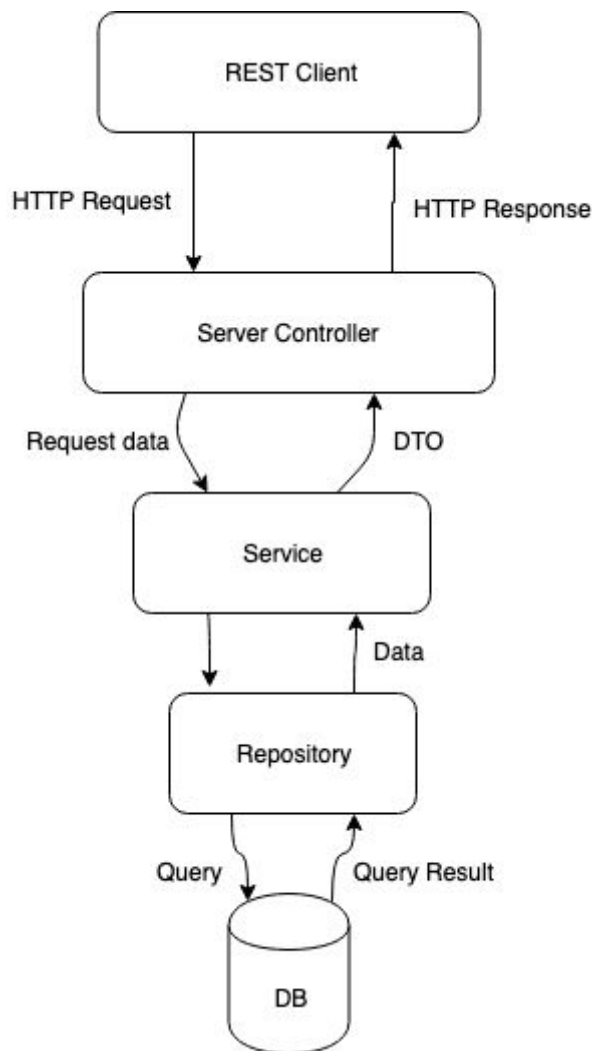 REST Client
HTTP Request
HTTP Response
Server Controller
Request data
DTO
Service
Data
Repository
Query
Query Result
DB